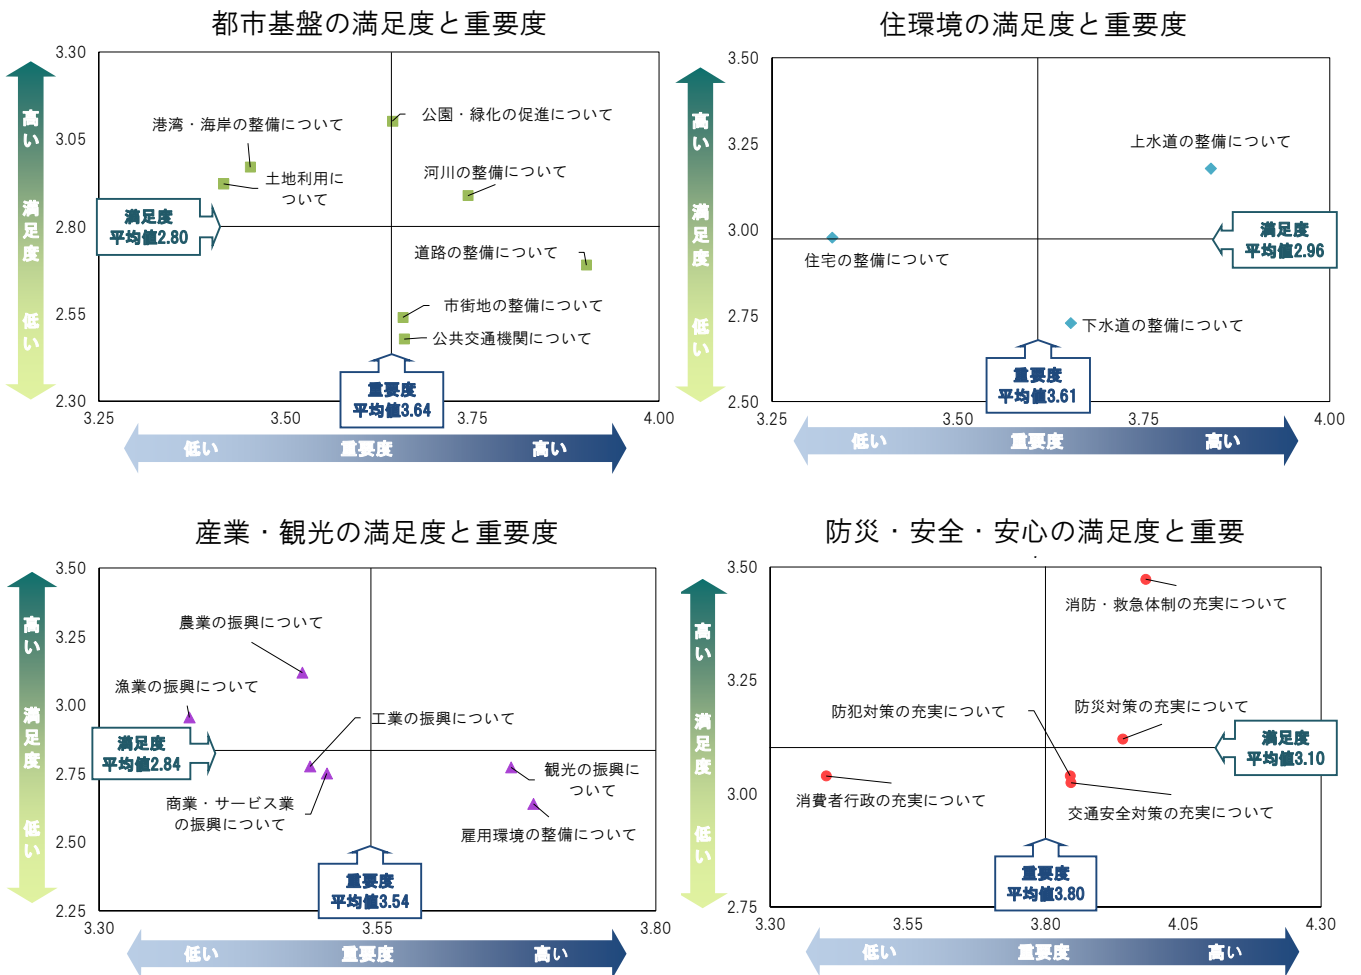 都市基盤の満足度と重要度
3.30
3.05
2.80
2.55
2.30
3.25
3.50
3.75
4.00
高い
満足度
低い
港湾・海岸の整備について
土地利用に
ついて
公園・緑化の促進について
河川の整備について
道路の整備について
市街地の整備について
公共交通機関について
満足度
平均値2.80
重要度
平均値3.64
低い
重要度
高い
住環境の満足度と重要度
3.50
3.25
3.00
2.75
2.50
3.25
3.50
3.75
4.00
高い
満足度
低い
上水道の整備について
住宅の整備について
下水道の整備について
満足度
平均値2.96
重要度
平均値3.61
低い
重要度
高い
産業・観光の満足度と重要度
3.50
3.25
3.00
2.75
2.50
2.25
3.30
3.55
3.80
高い
満足度
低い
農業の振興について
漁業の振興について
工業の振興について
商業・サービス業
の振興について
観光の振興に
ついて
雇用環境の整備について
満足度
平均値2.84
重要度
平均値3.54
低い
重要度
高い
防災・安全・安心の満足度と重要
3.50
3.25
3.00
2.75
3.30
3.55
3.80
4.05
4.30
高い
満足度
低い
消防・救急体制の充実について
防犯対策の充実について
防災対策の充実について
消費者行政の充実について
交通安全対策の充実について
満足度
平均値3.10
重要度
平均値3.80
低い
重要度
高い